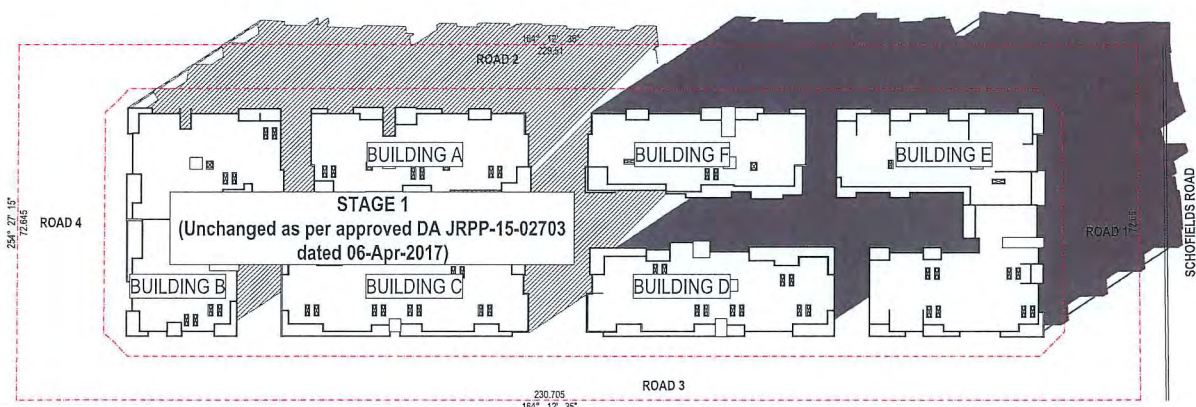 164° 12' 35"
229.51
ROAD 2
BUILDING A
BUILDING F
BUILDING E
STAGE 1
(Unchanged as per approved DA JRPP-15-02703
dated 06-Apr-2017)
254° 27' 15"
72.645
ROAD 4
ROAD 1
SCHOFIELDS ROAD
BUILDING B
BUILDING C
BUILDING D
ROAD 3
230.705
164° 12' 35"